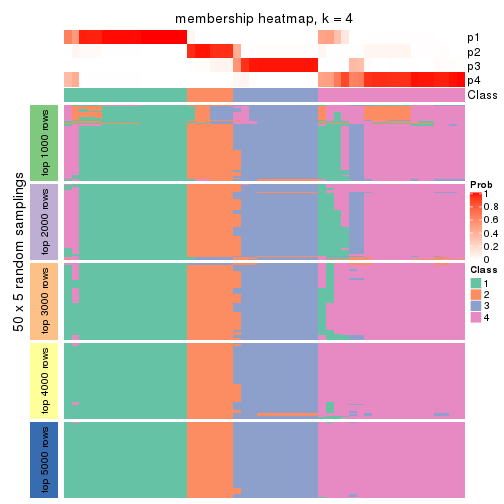 membership heatmap, k = 4
p1
p2
p3
p4
Class
50 x 5 random samplings
top 1000 rows
top 2000 rows
top 3000 rows
top 4000 rows
top 5000 rows
Prob
1
0.8
0.6
0.4
0.2
0
Class
1
2
3
4